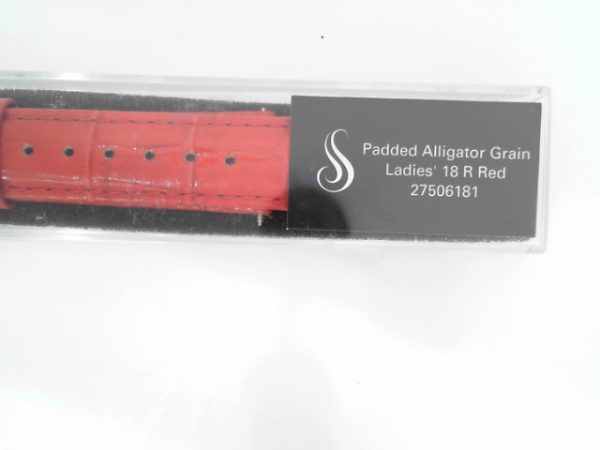 Padded Alligator Grain
Ladies' 18 R Red
27506181